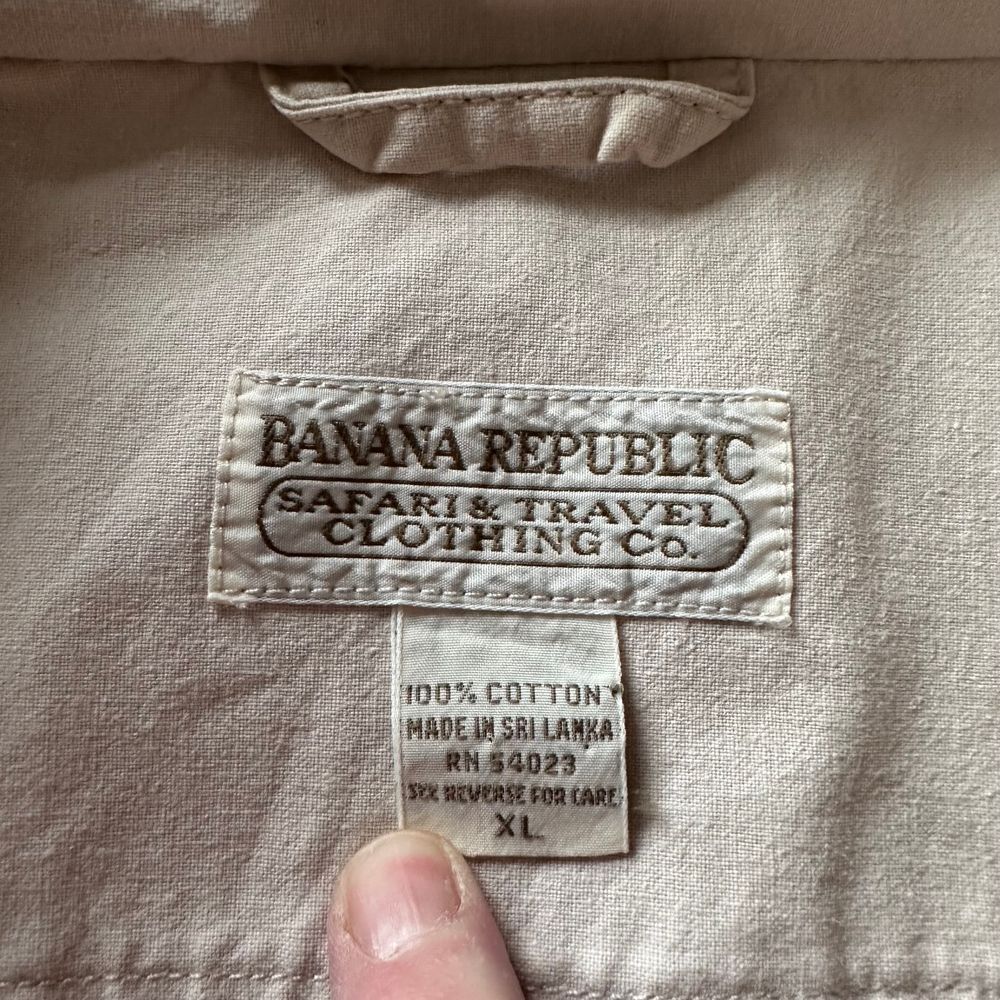 BANANA REPUBLIC
SAFARI & TRAVEL
CLOTHING Co.
100% COTTON
MADE IN SRI LANKA
RN 54023
SEE REVERSE FOR CARE
XL